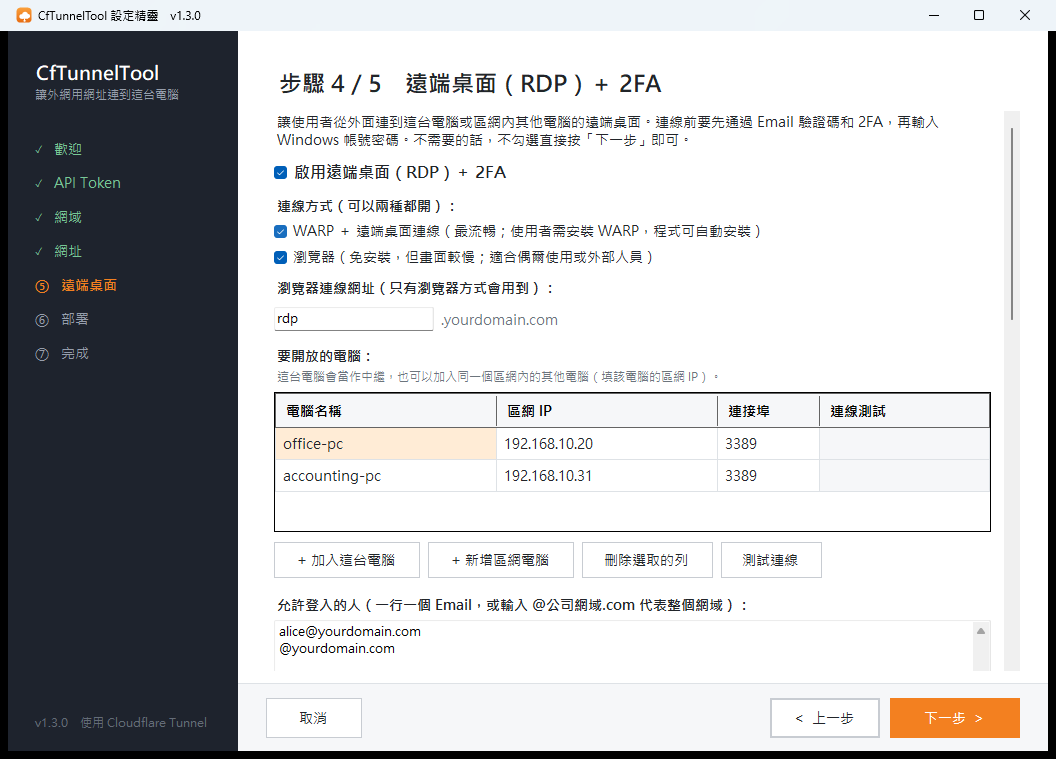 CfTunnelTool 設定精靈 v1.3.0
CfTunnelTool
讓外網用網址連到這台電腦
✓ 歡迎
✓ API Token
✓ 網域
✓ 網址
⑤ 遠端桌面
⑥ 部署
⑦ 完成
v1.3.0 使用 Cloudflare Tunnel
步驟 4 / 5 遠端桌面（RDP）+ 2FA
讓使用者從外面連到這台電腦或區網內其他電腦的遠端桌面。連線前要先通過 Email 驗證碼和 2FA，再輸入
Windows 帳號密碼。不需要的話，不勾選直接按「下一步」即可。
啟用遠端桌面（RDP）+ 2FA
連線方式（可以兩種都開）：
WARP + 遠端桌面連線（最流暢；使用者需安裝 WARP，程式可自動安裝）
瀏覽器（免安裝，但畫面較慢；適合偶爾使用或外部人員）
瀏覽器連線網址（只有瀏覽器方式會用到）：
rdp .yourdomain.com
要開放的電腦：
這台電腦會當作中繼，也可以加入同一個區網內的其他電腦（填該電腦的區網 IP）。
電腦名稱 區網 IP 連接埠 連線測試
office-pc 192.168.10.20 3389
accounting-pc 192.168.10.31 3389
+ 加入這台電腦 + 新增區網電腦 刪除選取的列 測試連線
允許登入的人（一行一個 Email，或輸入 @公司網域.com 代表整個網域）：
alice@yourdomain.com
@yourdomain.com
取消 < 上一步 下一步 >